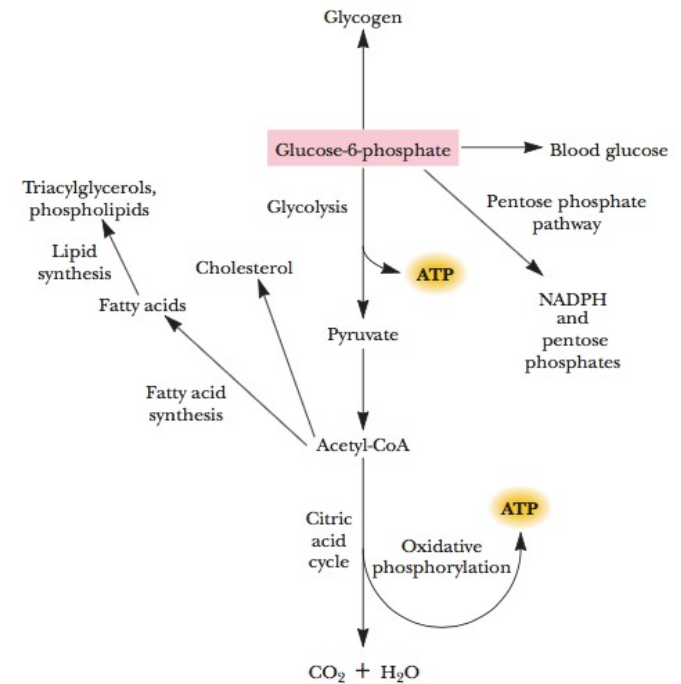 Glycogen
Glucose-6-phosphate
Blood glucose
Triacylglycerols,
phospholipids
Glycolysis
Pentose phosphate
pathway
Lipid
synthesis
Cholesterol
ATP
Fatty acids
NADPH
and
pentose
phosphates
Pyruvate
Fatty acid
synthesis
Acetyl-CoA
Citric
acid
cycle
ATP
Oxidative
phosphorylation
CO₂ + H₂O